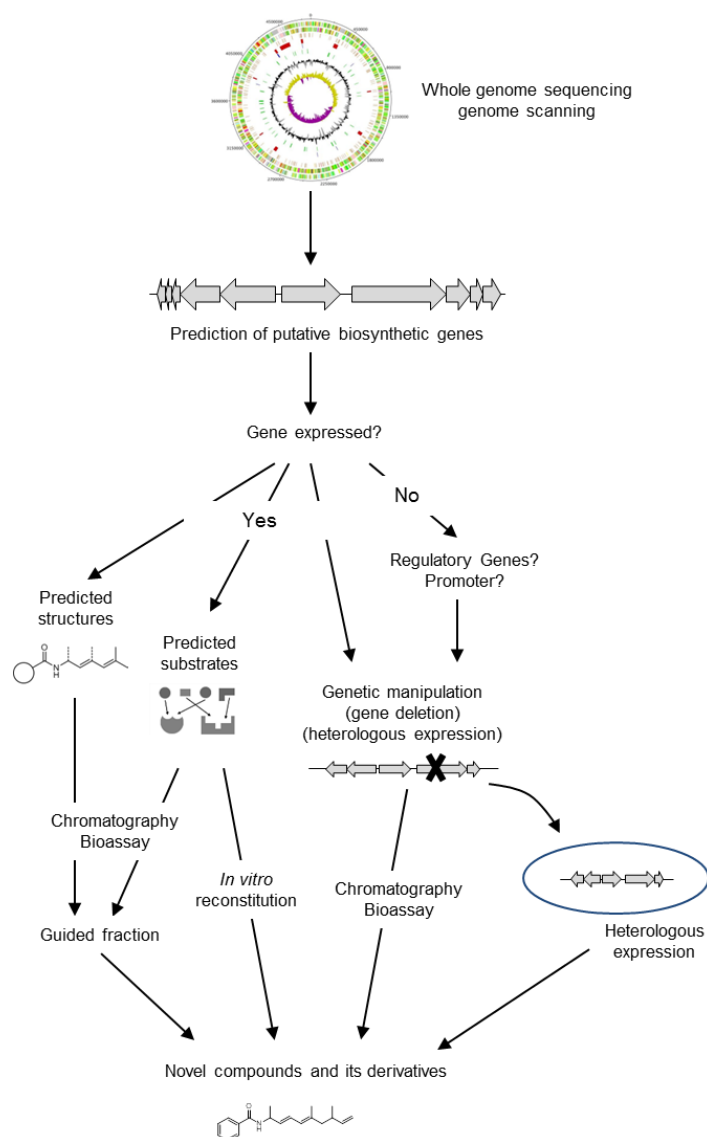 Whole genome sequencing
genome scanning
Prediction of putative biosynthetic genes
Gene expressed?
No
Yes
Regulatory Genes?
Promoter?
Predicted
structures
O
N
H
Predicted
substrates
Genetic manipulation
(gene deletion)
(heterologous expression)
Chromatography
Bioassay
In vitro
reconstitution
Chromatography
Bioassay
Guided fraction
Heterologous
expression
Novel compounds and its derivatives
O
N
H